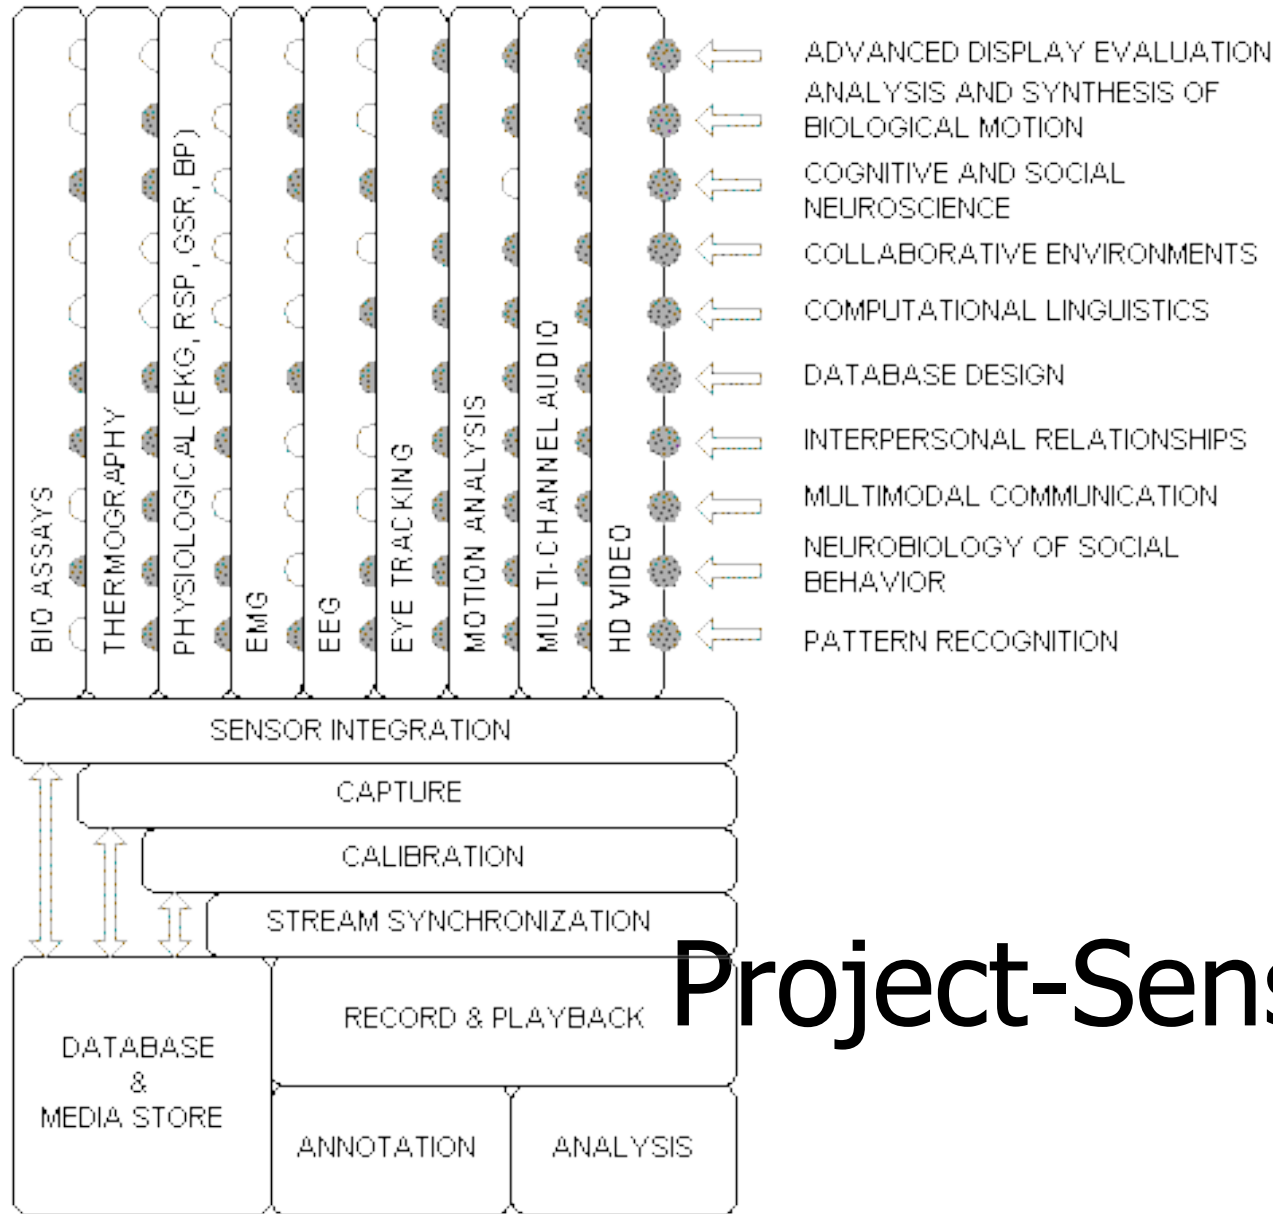 BIO ASSAYS
THERMOGRAPHY
PHYSIOLOGICAL (EKG, RSP, GSR, BP)
EMG
EEG
EYE TRACKING
MOTION ANALYSIS
MULTI-CHANNEL AUDIO
HD VIDEO
ADVANCED DISPLAY EVALUATION
ANALYSIS AND SYNTHESIS OF
BIOLOGICAL MOTION
COGNITIVE AND SOCIAL
NEUROSCIENCE
COLLABORATIVE ENVIRONMENTS
COMPUTATIONAL LINGUISTICS
DATABASE DESIGN
INTERPERSONAL RELATIONSHIPS
MULTIMODAL COMMUNICATION
NEUROBIOLOGY OF SOCIAL
BEHAVIOR
PATTERN RECOGNITION
SENSOR INTEGRATION
CAPTURE
CALIBRATION
STREAM SYNCHRONIZATION
Project-Sens
RECORD & PLAYBACK
DATABASE
&
MEDIA STORE
ANNOTATION
ANALYSIS